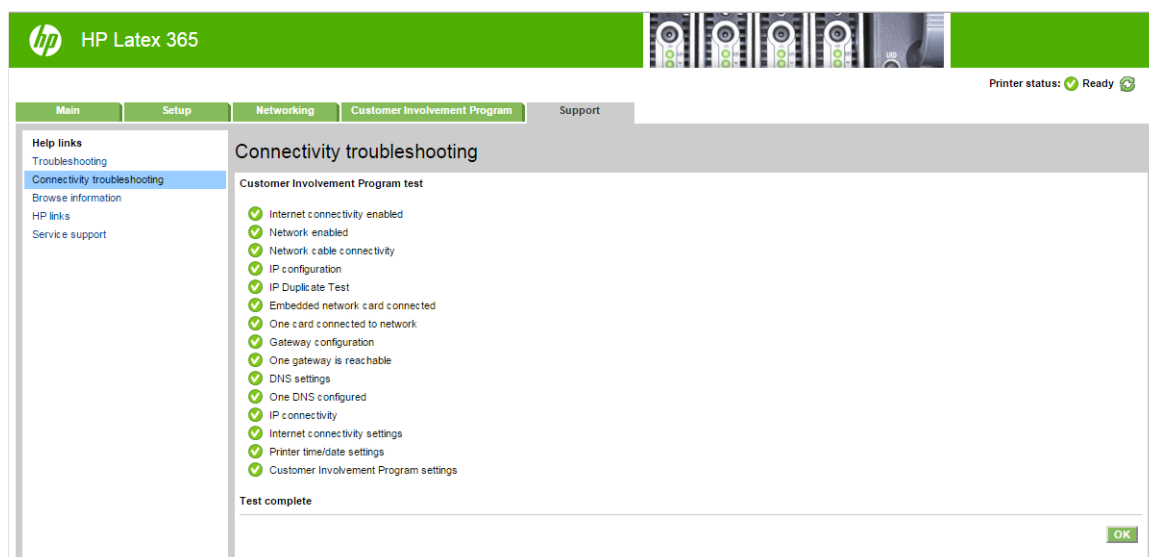 hp HP Latex 365
UID
Printer status: Ready
Main Setup Networking Customer Involvement Program Support
Help links
Troubleshooting
Connectivity troubleshooting
Browse information
HP links
Service support
Connectivity troubleshooting
Customer Involvement Program test
Internet connectivity enabled
Network enabled
Network cable connectivity
IP configuration
IP Duplicate Test
Embedded network card connected
One card connected to network
Gateway configuration
One gateway is reachable
DNS settings
One DNS configured
IP connectivity
Internet connectivity settings
Printer time/date settings
Customer Involvement Program settings
Test complete
OK